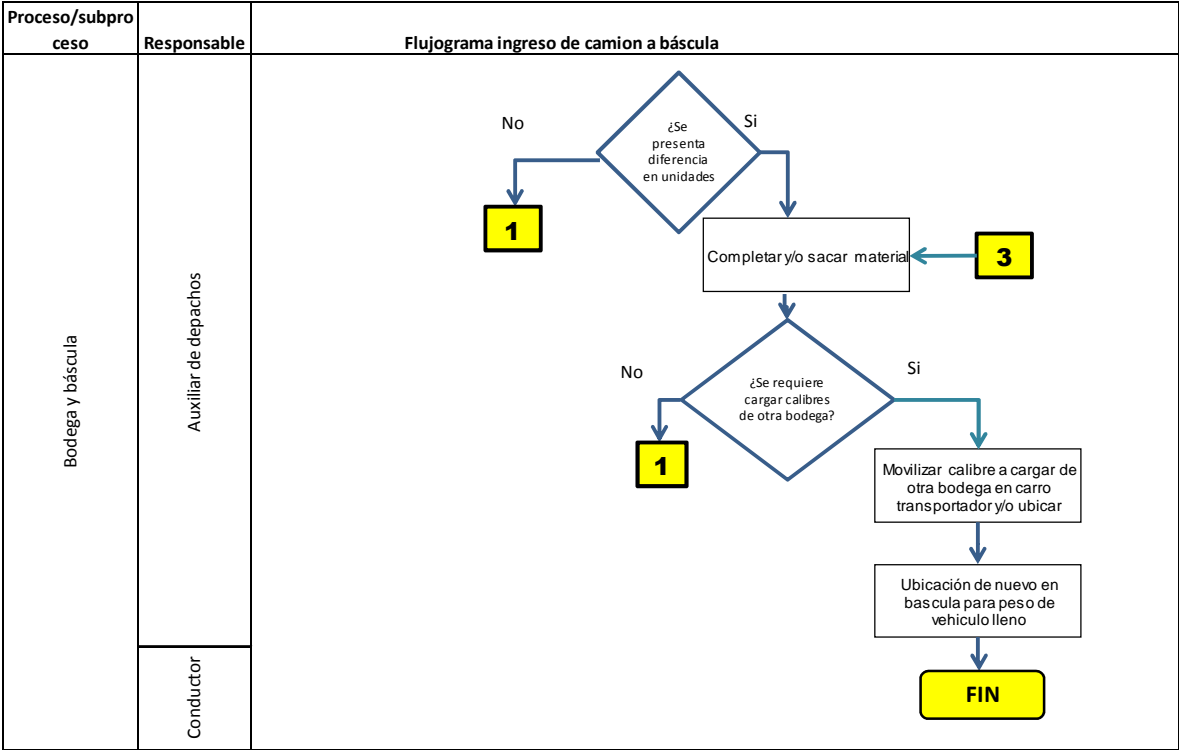 Proceso/subpro
ceso
Responsable
Flujograma ingreso de camion a báscula
Bodega y báscula
Auxiliar de depachos
Conductor
¿Se
presenta
diferencia
en unidades
No
Si
1
Completar y/o sacar material
3
¿Se requiere
cargar calibres
de otra bodega?
No
Si
1
Movilizar calibre a cargar de
otra bodega en carro
transportador y/o ubicar
Ubicación de nuevo en
bascula para peso de
vehiculo lleno
FIN